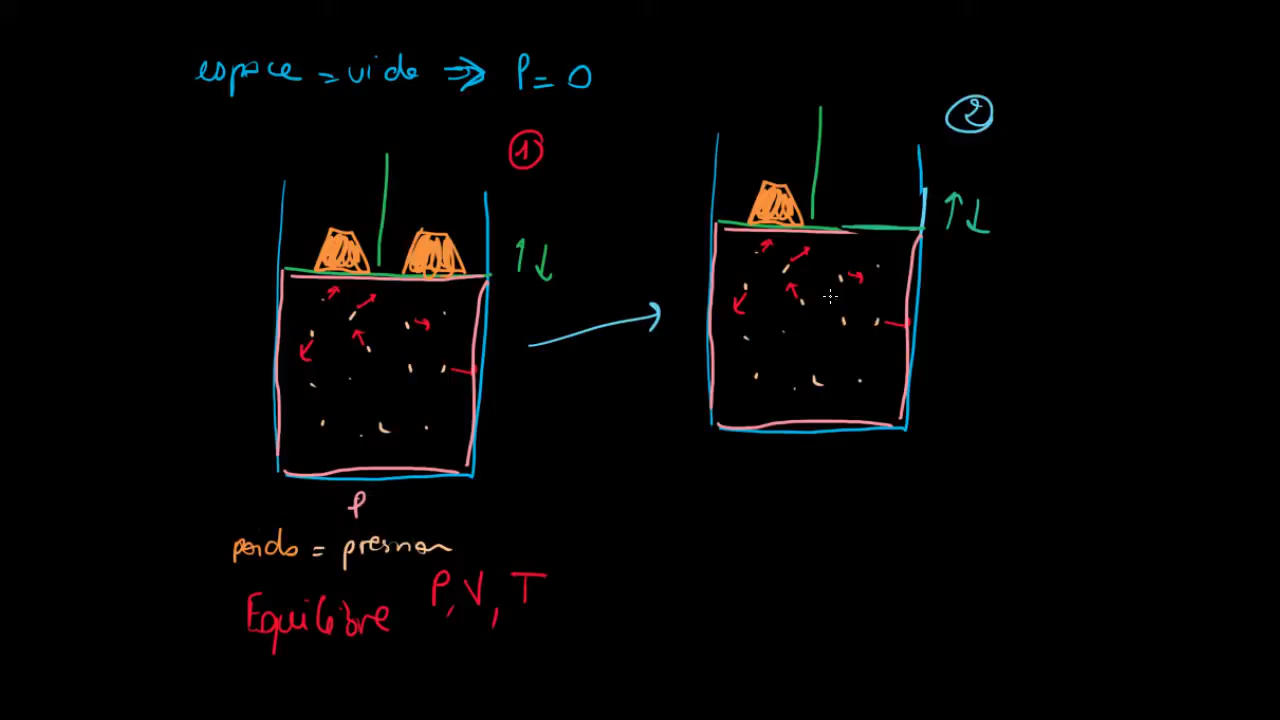 espace = vide ⇒ P = 0
①
②
↑↓
↑↓
P
poids = pression
Equilibre P, V, T